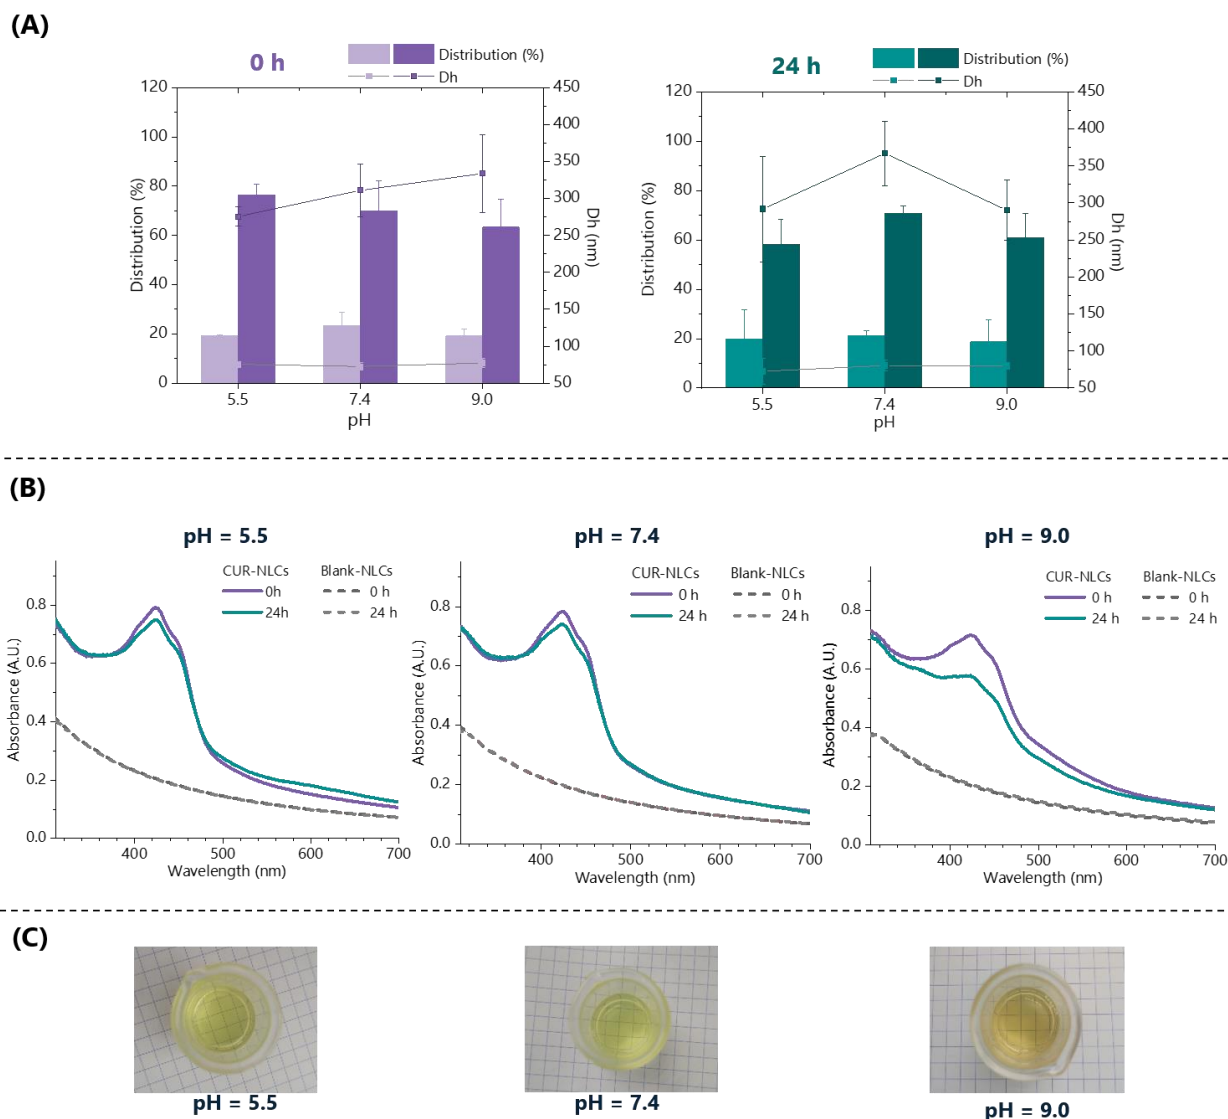 (A)
0 h
Distribution (%)
Dh
120
100
80
60
40
20
0
Distribution (%)
450
400
350
300
250
200
150
100
50
Dh (nm)
5.5
7.4
9.0
pH
24 h
Distribution (%)
Dh
120
100
80
60
40
20
0
Distribution (%)
450
400
350
300
250
200
150
100
50
Dh (nm)
5.5
7.4
9.0
pH
(B)
pH = 5.5
CUR-NLCs Blank-NLCs
0h 0 h
24h 24 h
0.8
0.6
0.4
0.2
0.0
Absorbance (A.U.)
400 500 600 700
Wavelength (nm)
pH = 7.4
CUR-NLCs Blank-NLCs
0 h 0 h
24 h 24 h
0.8
0.6
0.4
0.2
0.0
Absorbance (A.U.)
400 500 600 700
Wavelength (nm)
pH = 9.0
CUR-NLCs Blank-NLCs
0 h 0 h
24 h 24 h
0.8
0.6
0.4
0.2
0.0
Absorbance (A.U.)
400 500 600 700
Wavelength (nm)
(C)
pH = 5.5
pH = 7.4
pH = 9.0